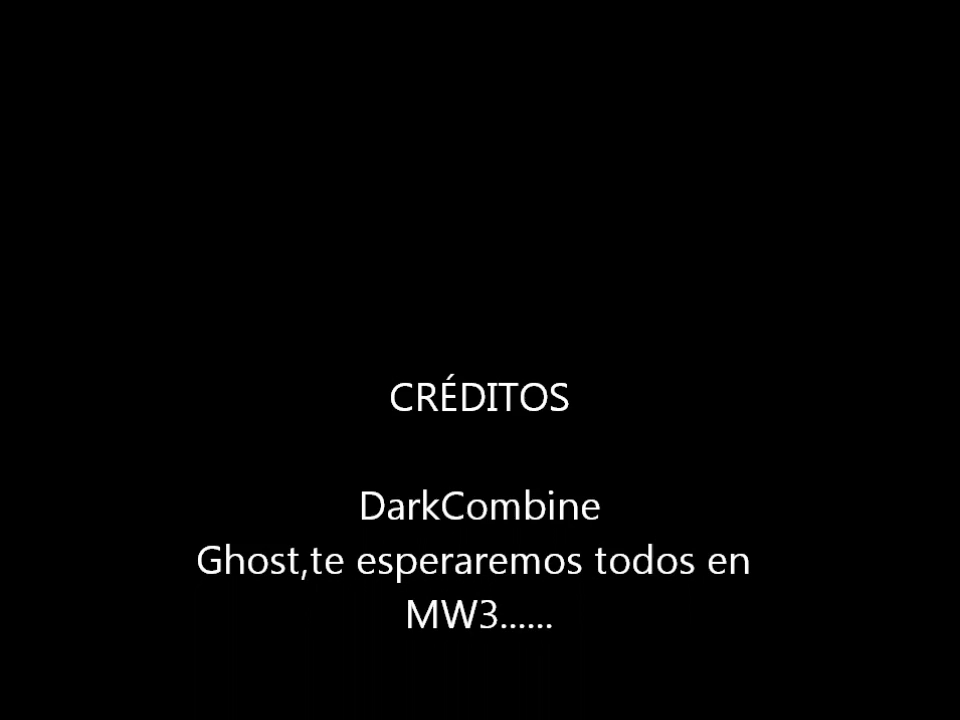 CRÉDITOS
DarkCombine
Ghost,te esperaremos todos en
MW3......